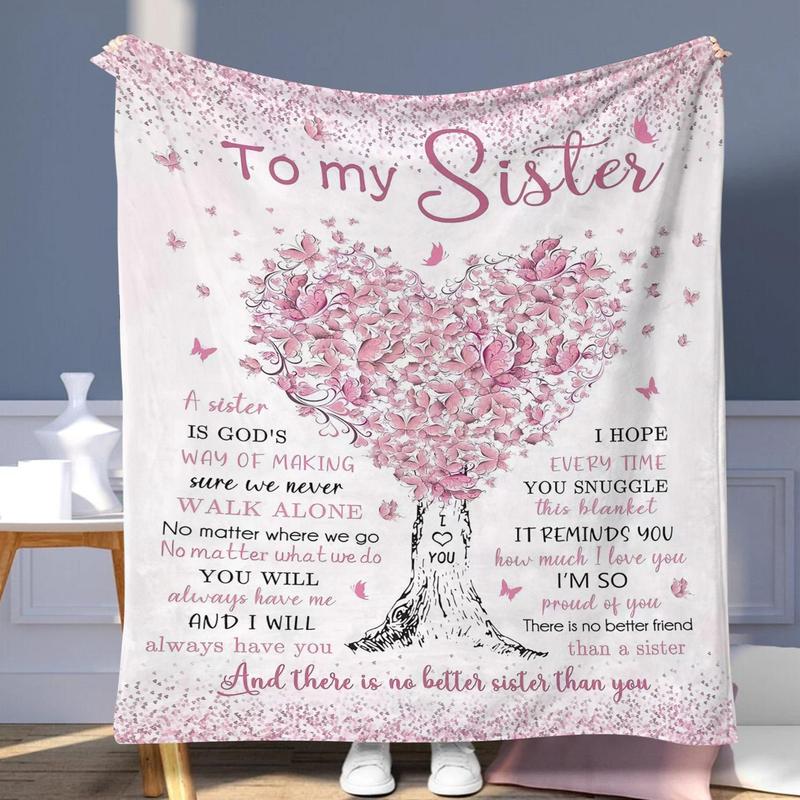 To my Sister
A sister
IS GOD'S
WAY OF MAKING
sure we never
WALK ALONE
No matter where we go
No matter what we do
YOU WILL
always have me
AND I WILL
always have you
I
YOU
I HOPE
EVERY TIME
YOU SNUGGLE
this blanket
IT REMINDS YOU
how much I love you
I'M SO
proud of you
There is no better friend
than a sister
And there is no better sister than you